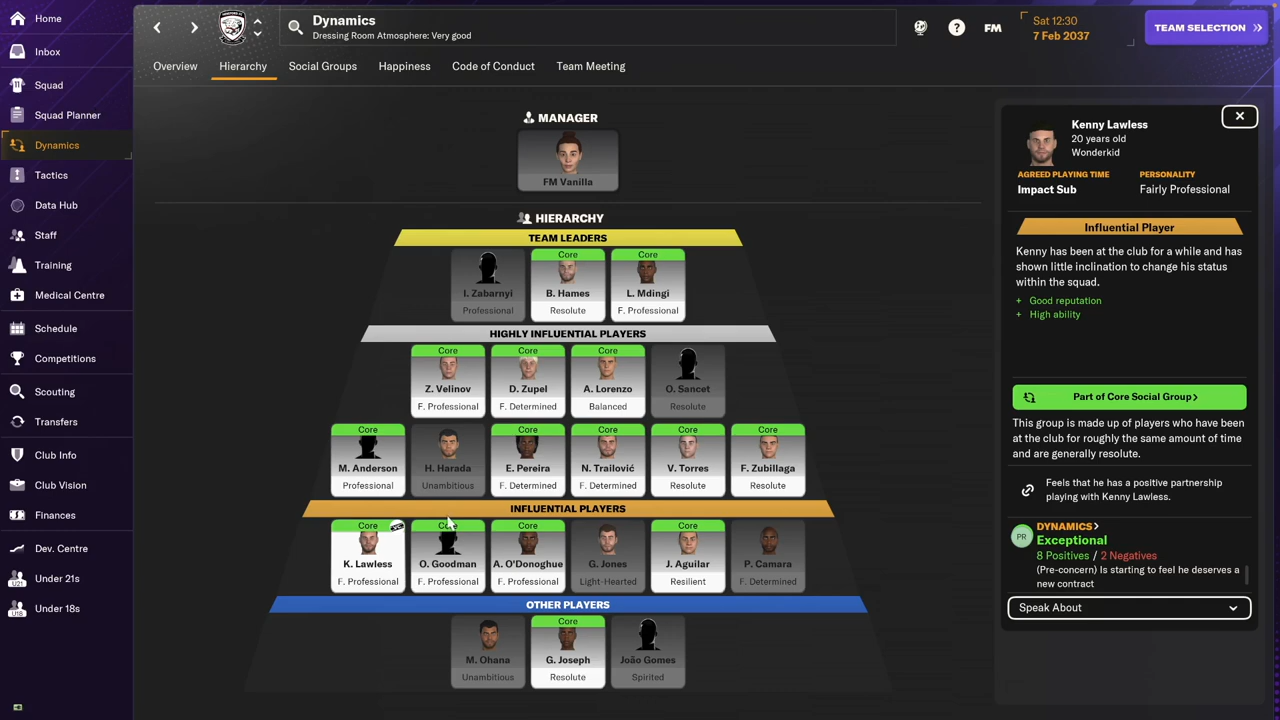 Home
Inbox
Squad
Squad Planner
Dynamics
Tactics
Data Hub
Staff
Training
Medical Centre
Schedule
Competitions
Scouting
Transfers
Club Info
Club Vision
Finances
Dev. Centre
U21
Under 21s
U18
Under 18s
Dynamics
Dressing Room Atmosphere: Very good
?
FM
Sat 12:30
7 Feb 2037
TEAM SELECTION
Overview
Hierarchy
Social Groups
Happiness
Code of Conduct
Team Meeting
MANAGER
FM Vanilla
HIERARCHY
TEAM LEADERS
Core Core
I. Zabarnyi B. Hames L. Mdingi
Professional Resolute F. Professional
HIGHLY INFLUENTIAL PLAYERS
Core Core Core
Z. Velinov D. Zupel A. Lorenzo O. Sancet
F. Professional F. Determined Balanced Resolute
Core Core Core Core Core
M. Anderson H. Harada E. Pereira N. Trailović V. Torres F. Zubillaga
Professional Unambitious F. Determined F. Determined Resolute Resolute
INFLUENTIAL PLAYERS
Core Core Core Core
K. Lawless O. Goodman A. O'Donoghue G. Jones J. Aguilar P. Camara
F. Professional F. Professional F. Professional Light-Hearted Resilient F. Determined
OTHER PLAYERS
Core
M. Ohana G. Joseph João Gomes
Unambitious Resolute Spirited
Kenny Lawless
20 years old
Wonderkid
AGREED PLAYING TIME PERSONALITY
Impact Sub Fairly Professional
Influential Player
Kenny has been at the club for a while and has
shown little inclination to change his status
within the squad.
+ Good reputation
+ High ability
Part of Core Social Group>
This group is made up of players who have been
at the club for roughly the same amount of time
and are generally resolute.
Feels that he has a positive partnership
playing with Kenny Lawless.
PR
DYNAMICS>
Exceptional
8 Positives / 2 Negatives
(Pre-concern) Is starting to feel he deserves a
new contract
Speak About